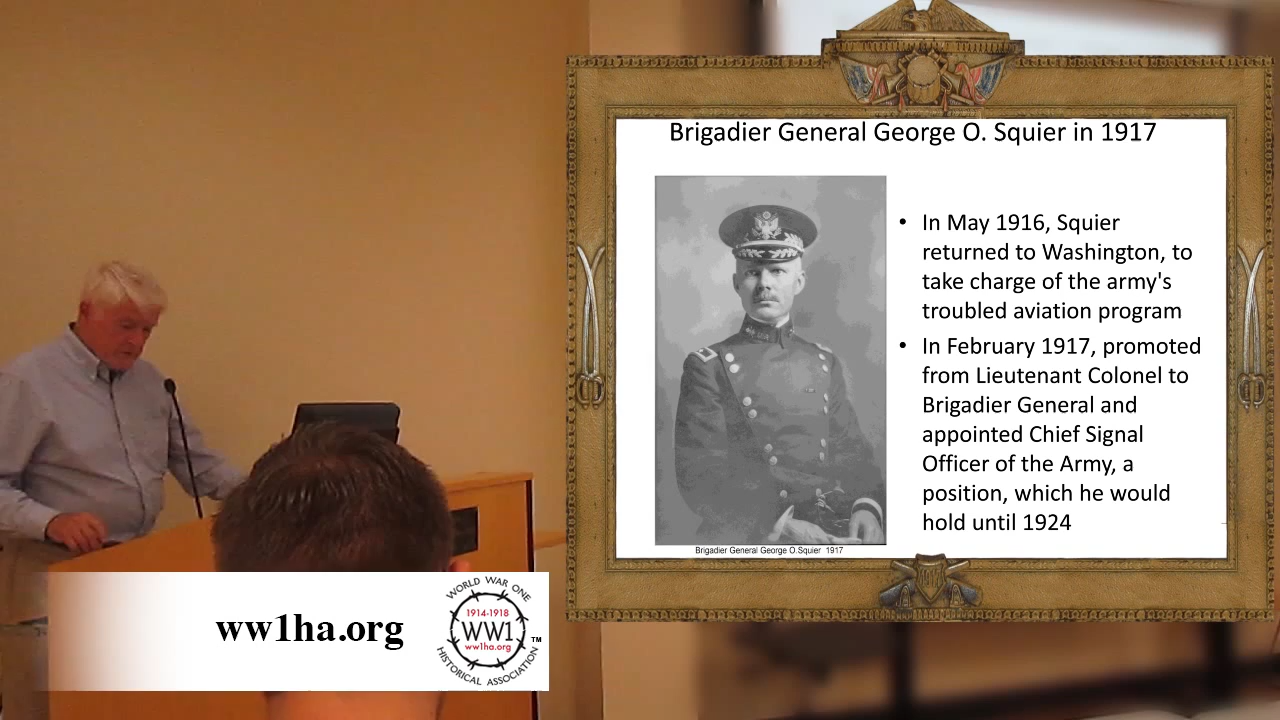 Brigadier General George O. Squier in 1917
• In May 1916, Squier
returned to Washington, to
take charge of the army's
troubled aviation program
• In February 1917, promoted
from Lieutenant Colonel to
Brigadier General and
appointed Chief Signal
Officer of the Army, a
position, which he would
hold until 1924
Brigadier General George O.Squier 1917
ww1ha.org
WORLD WAR ONE
1914-1918
WW1
ww1ha.org
HISTORICAL ASSOCIATION
TM